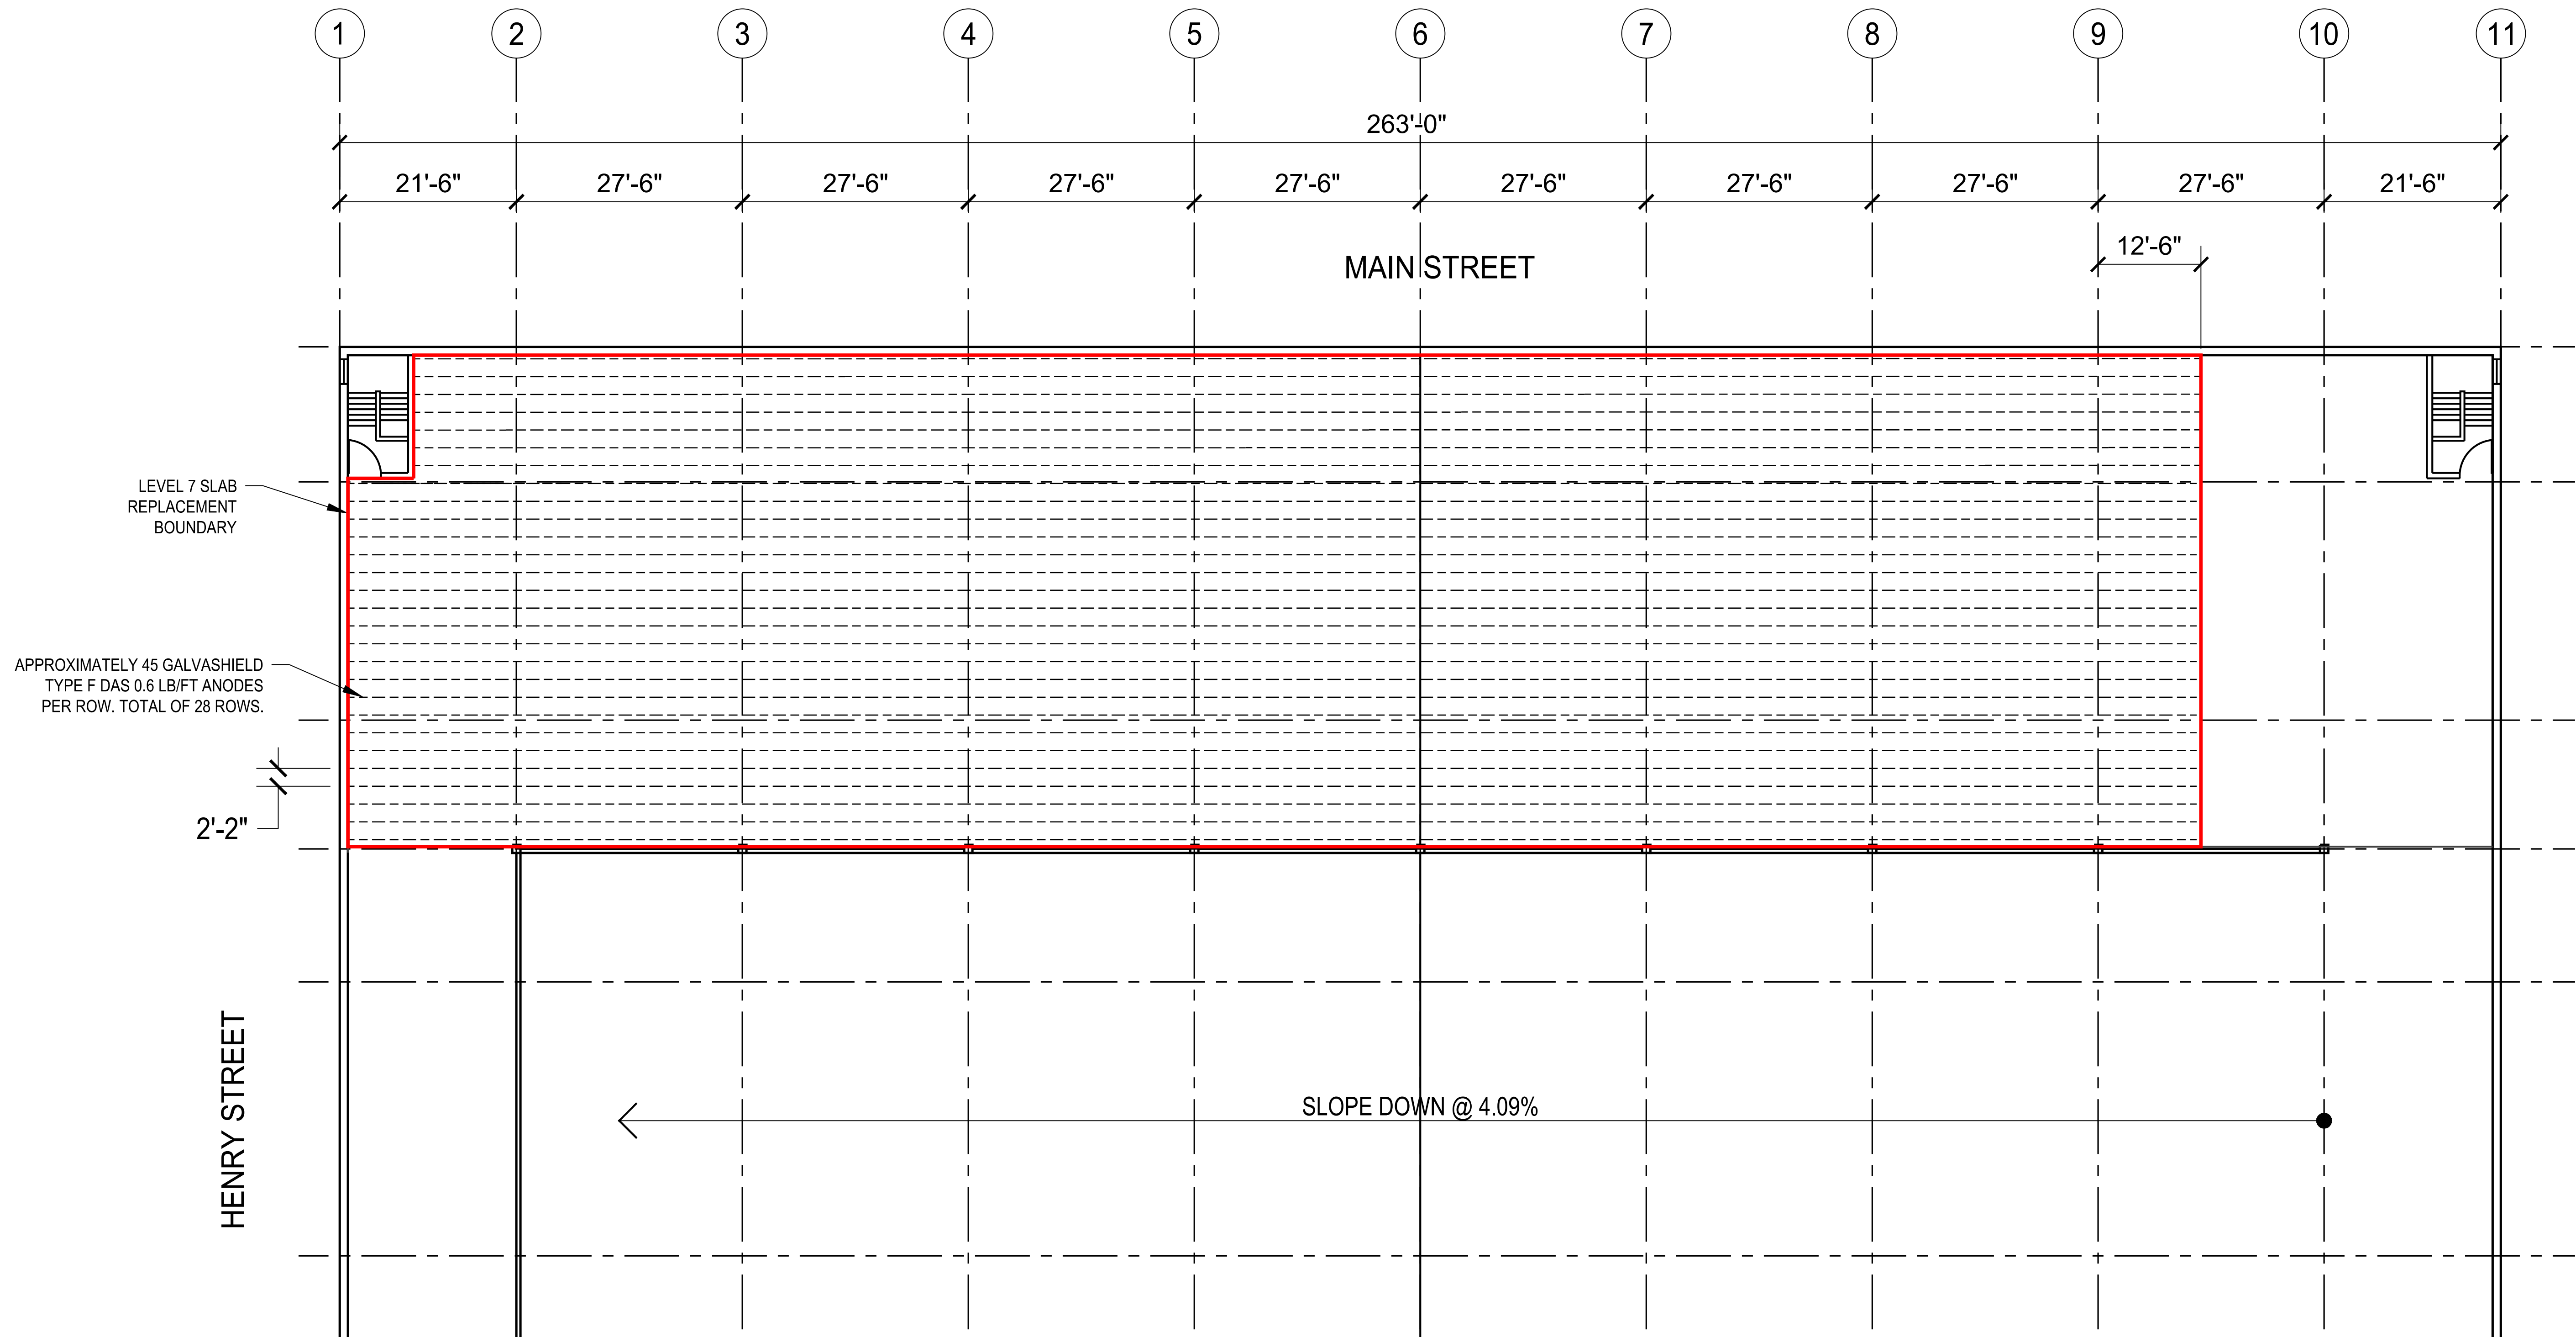 1 2 3 4 5 6 7 8 9 10 11
263'-0"
21'-6" 27'-6" 27'-6" 27'-6" 27'-6" 27'-6" 27'-6" 27'-6" 27'-6" 21'-6"
12'-6"
MAIN STREET
LEVEL 7 SLAB
REPLACEMENT
BOUNDARY
APPROXIMATELY 45 GALVASHIELD
TYPE F DAS 0.6 LB/FT ANODES
PER ROW. TOTAL OF 28 ROWS.
2'-2"
HENRY STREET
SLOPE DOWN @ 4.09%